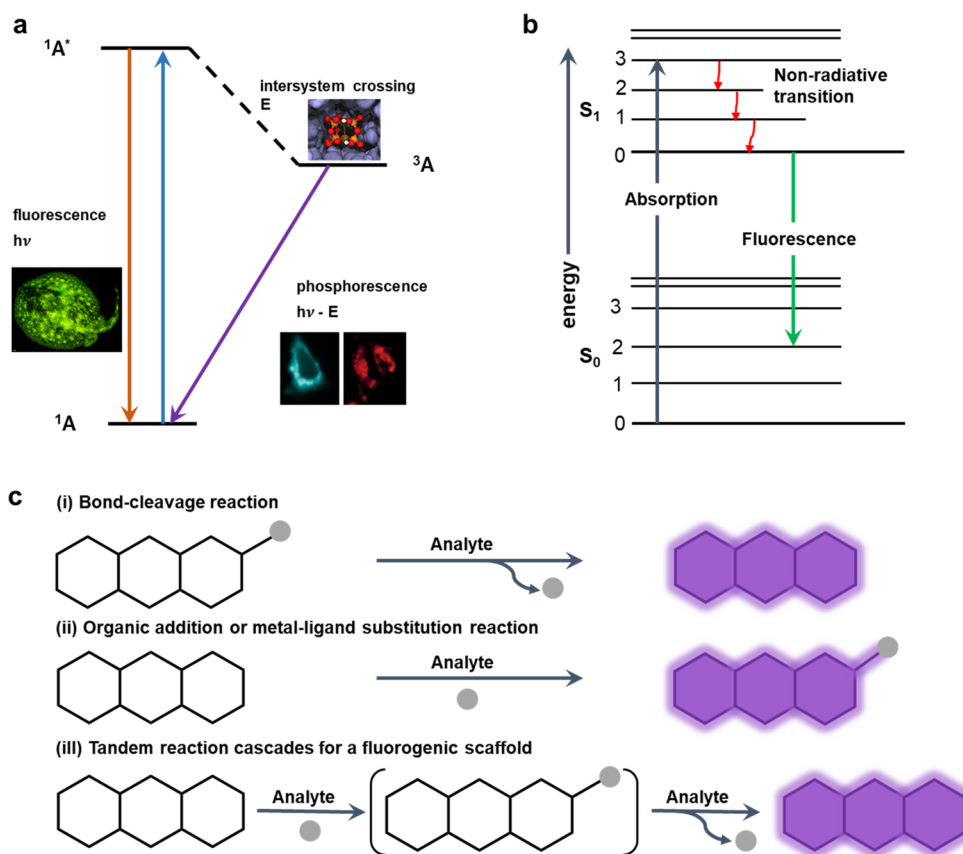 a
¹A*
intersystem crossing
E
³A
fluorescence
hν
phosphorescence
hν - E
¹A
b
energy
S₁
3
2
1
0
Non-radiative
transition
Absorption
Fluorescence
S₀
3
2
1
0
c
(i) Bond-cleavage reaction
Analyte
(ii) Organic addition or metal-ligand substitution reaction
Analyte
(ill) Tandem reaction cascades for a fluorogenic scaffold
Analyte
Analyte